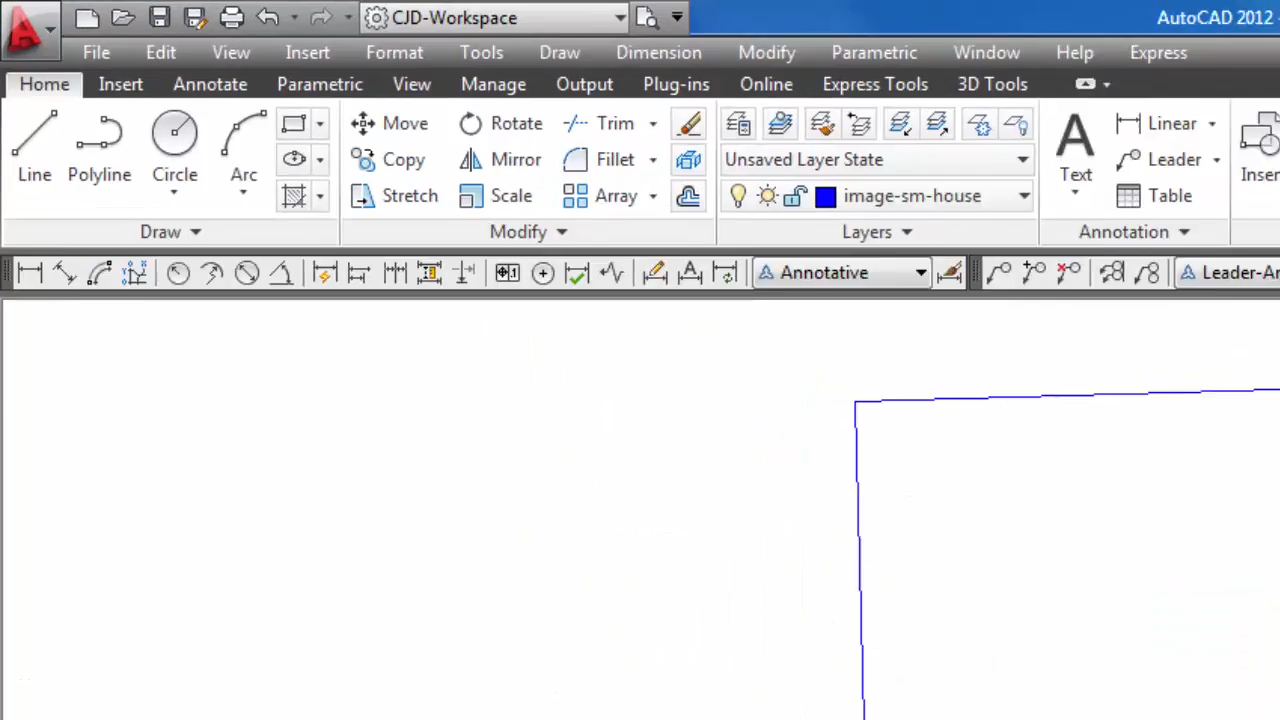 CJD-Workspace
AutoCAD 2012
File Edit View Insert Format Tools Draw Dimension Modify Parametric Window Help Express
Home Insert Annotate Parametric View Manage Output Plug-ins Online Express Tools 3D Tools
Move Rotate Trim
Copy Mirror Fillet Unsaved Layer State
Line Polyline Circle Arc Text
Linear
Leader
Stretch Scale Array image-sm-house Table
Draw Modify Layers Annotation
Annotative